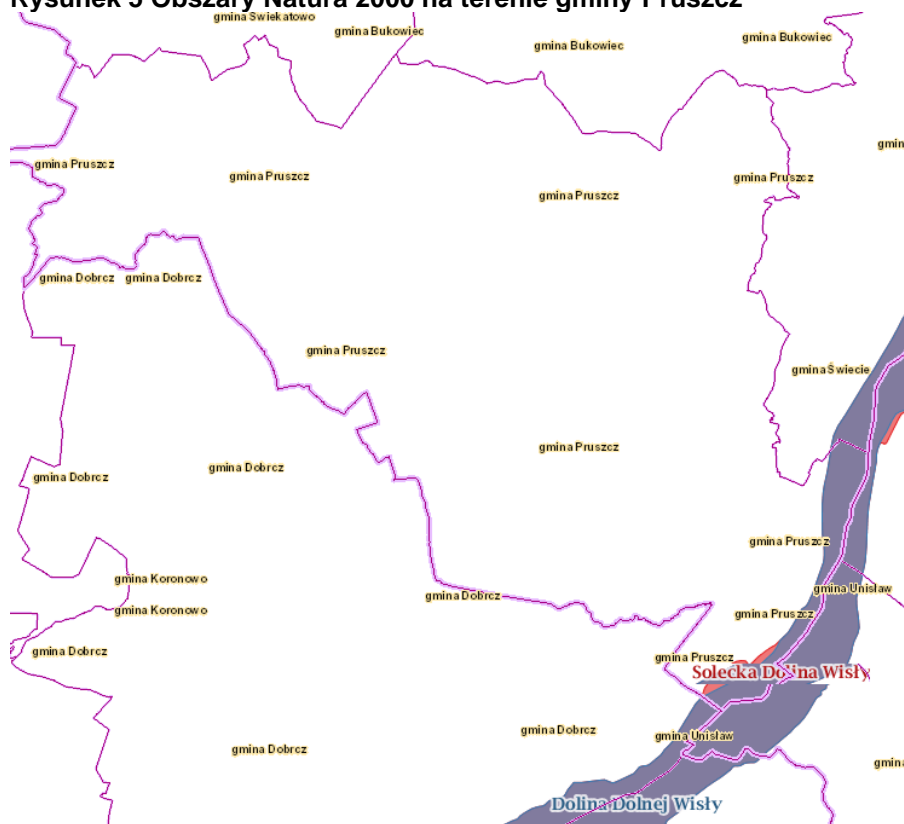 Rysunek 5 Obszary Natura 2000 na terenie gminy Pruszcz
gmina Świekatowo
gmina Bukowiec
gmina Bukowiec
gmina Bukowiec
gmina Pruszcz
gmina Pruszcz
gmina Pruszcz
gmina Pruszcz
gmina Dobrcz
gmina Dobrcz
gmina Pruszcz
gmina Świecie
gmina Pruszcz
gmina Dobrcz
gmina Dobrcz
gmina Pruszcz
gmina Koronowo
gmina Dobrcz
gmina Unisław
gmina Koronowo
gmina Pruszcz
gmina Dobrcz
gmina Pruszcz
Solecka Dolina Wisły
gmina Dobrcz
gmina Unisław
gmina Dobrcz
gmina
Dolina Dolnej Wisły